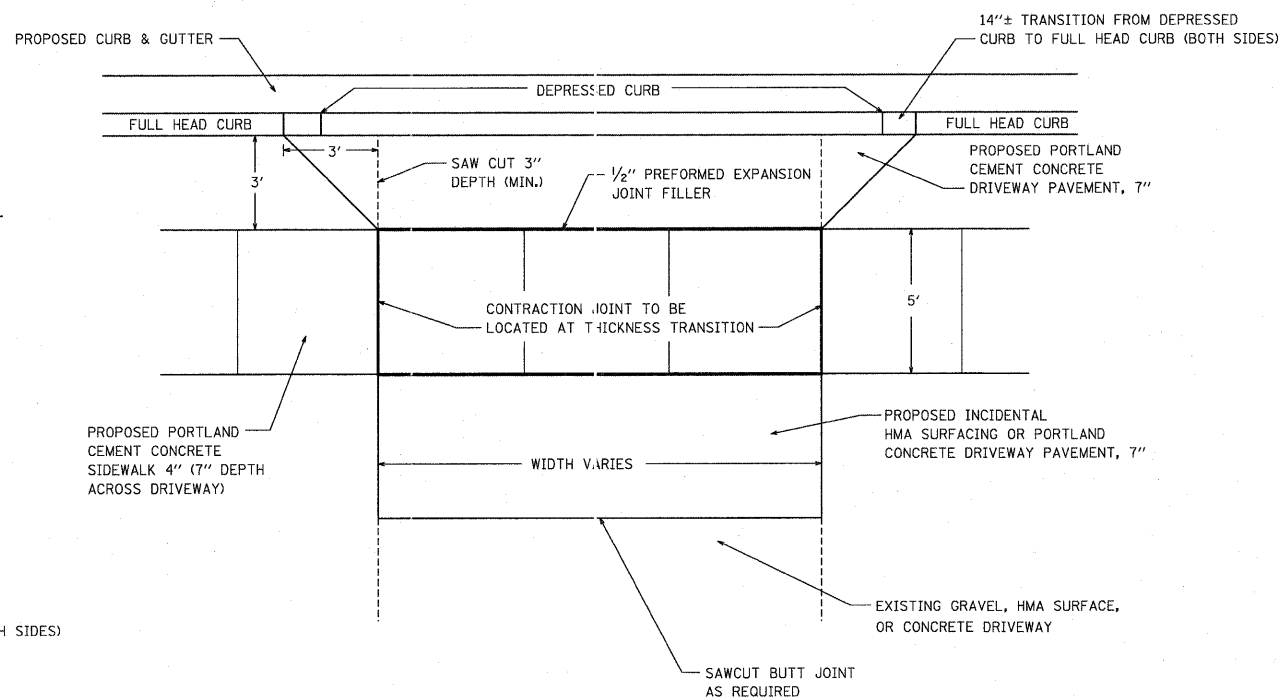 14"± TRANSITION FROM DEPRESSED
CURB TO FULL HEAD CURB (BOTH SIDES)
PROPOSED CURB & GUTTER
DEPRESSED CURB
FULL HEAD CURB
FULL HEAD CURB
3'
3'
SAW CUT 3"
DEPTH (MIN.)
1/2" PREFORMED EXPANSION
JOINT FILLER
PROPOSED PORTLAND
CEMENT CONCRETE
DRIVEWAY PAVEMENT, 7"
CONTRACTION JOINT TO BE
LOCATED AT THICKNESS TRANSITION
5'
PROPOSED PORTLAND
CEMENT CONCRETE
SIDEWALK 4" (7" DEPTH
ACROSS DRIVEWAY)
PROPOSED INCIDENTAL
HMA SURFACING OR PORTLAND
CONCRETE DRIVEWAY PAVEMENT, 7"
WIDTH VARIES
EXISTING GRAVEL, HMA SURFACE,
OR CONCRETE DRIVEWAY
H SIDES)
SAWCUT BUTT JOINT
AS REQUIRED